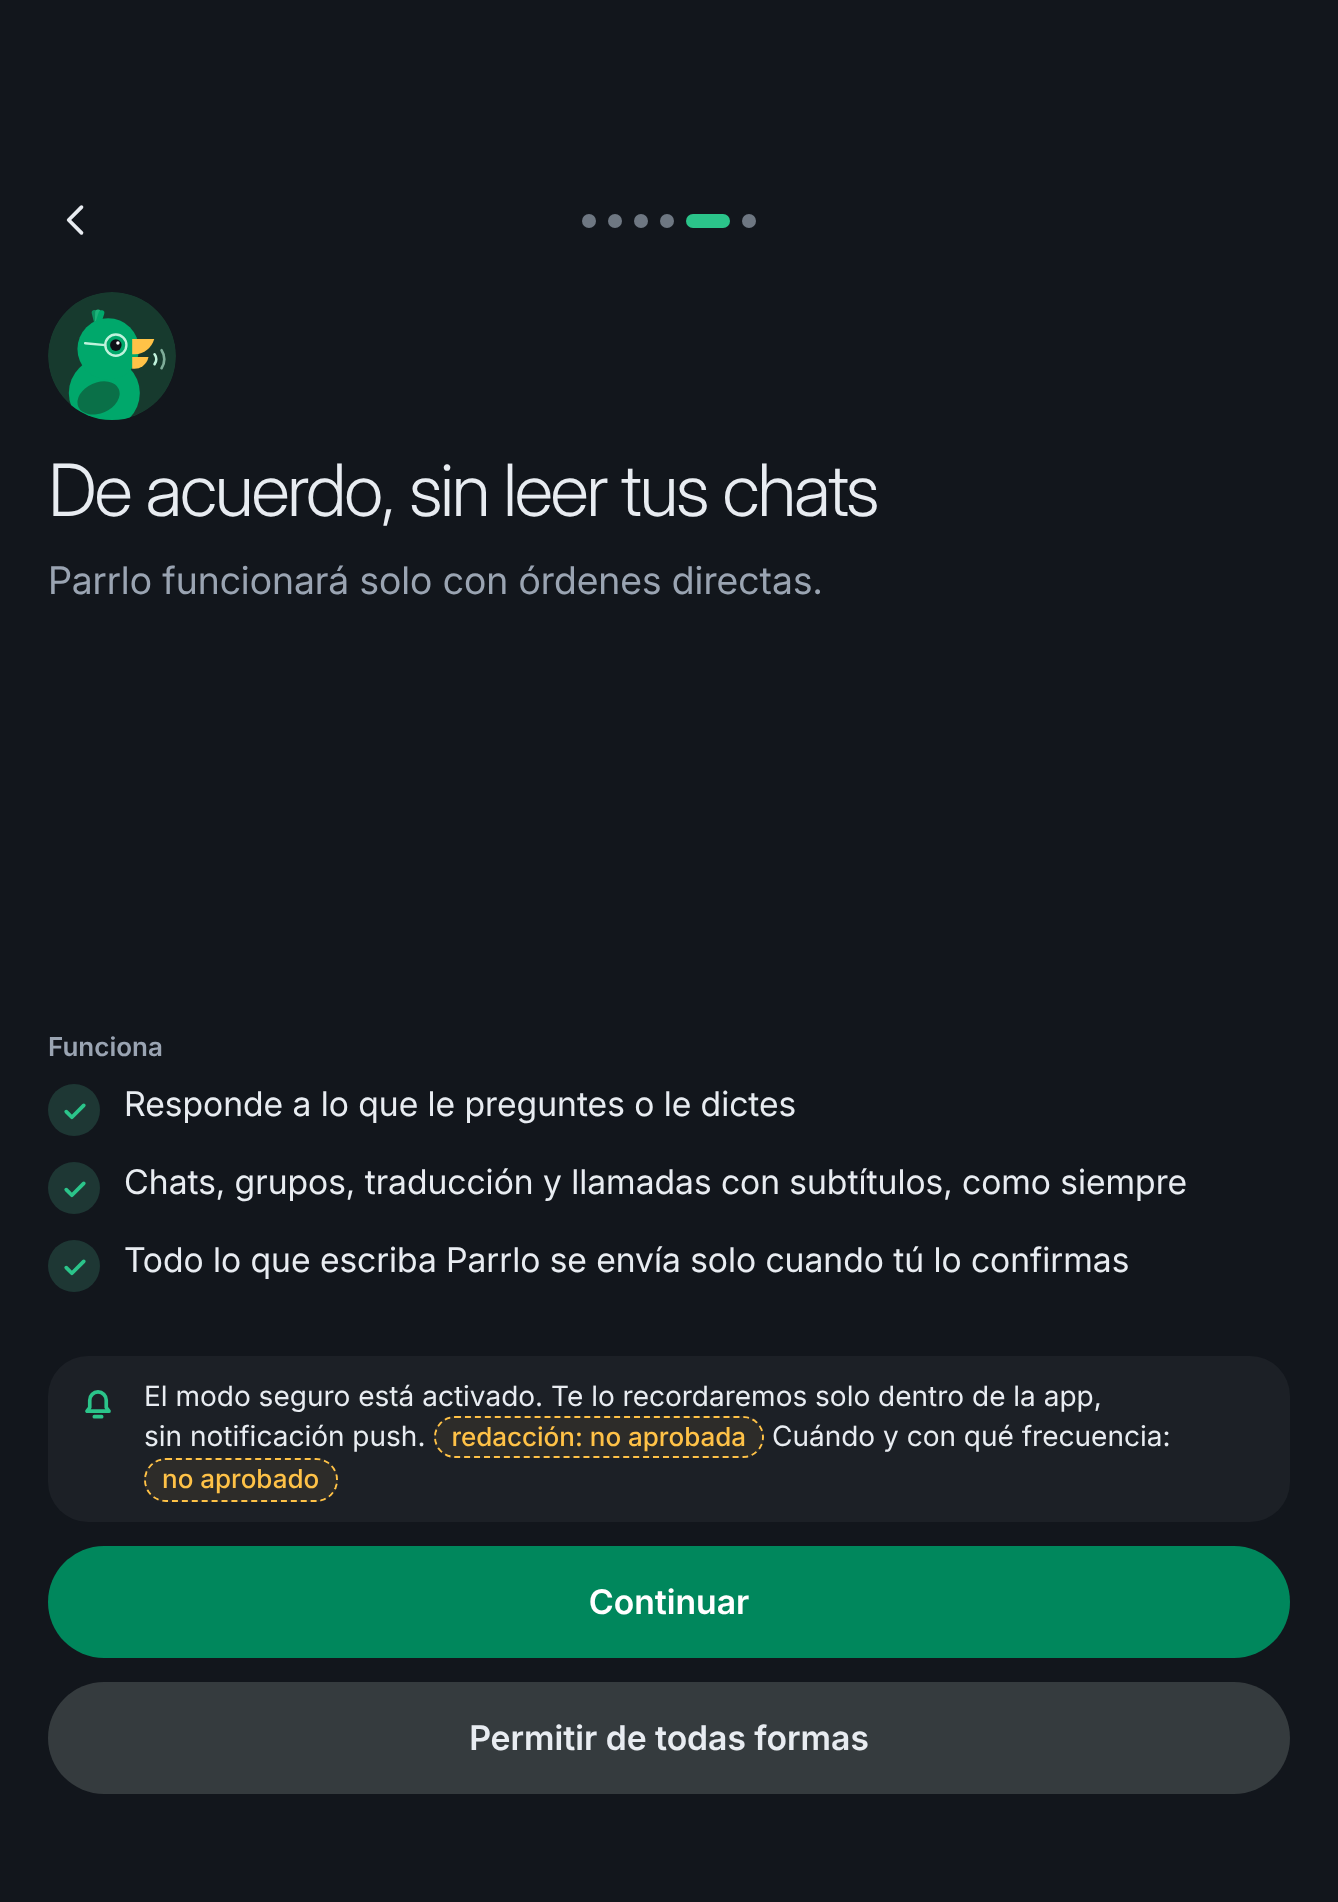 De acuerdo, sin leer tus chats
Parrlo funcionará solo con órdenes directas.
Funciona
Responde a lo que le preguntes o le dictes
Chats, grupos, traducción y llamadas con subtítulos, como siempre
Todo lo que escriba Parrlo se envía solo cuando tú lo confirmas
El modo seguro está activado. Te lo recordaremos solo dentro de la app,
sin notificación push. redacción: no aprobada Cuándo y con qué frecuencia:
no aprobado
Continuar
Permitir de todas formas